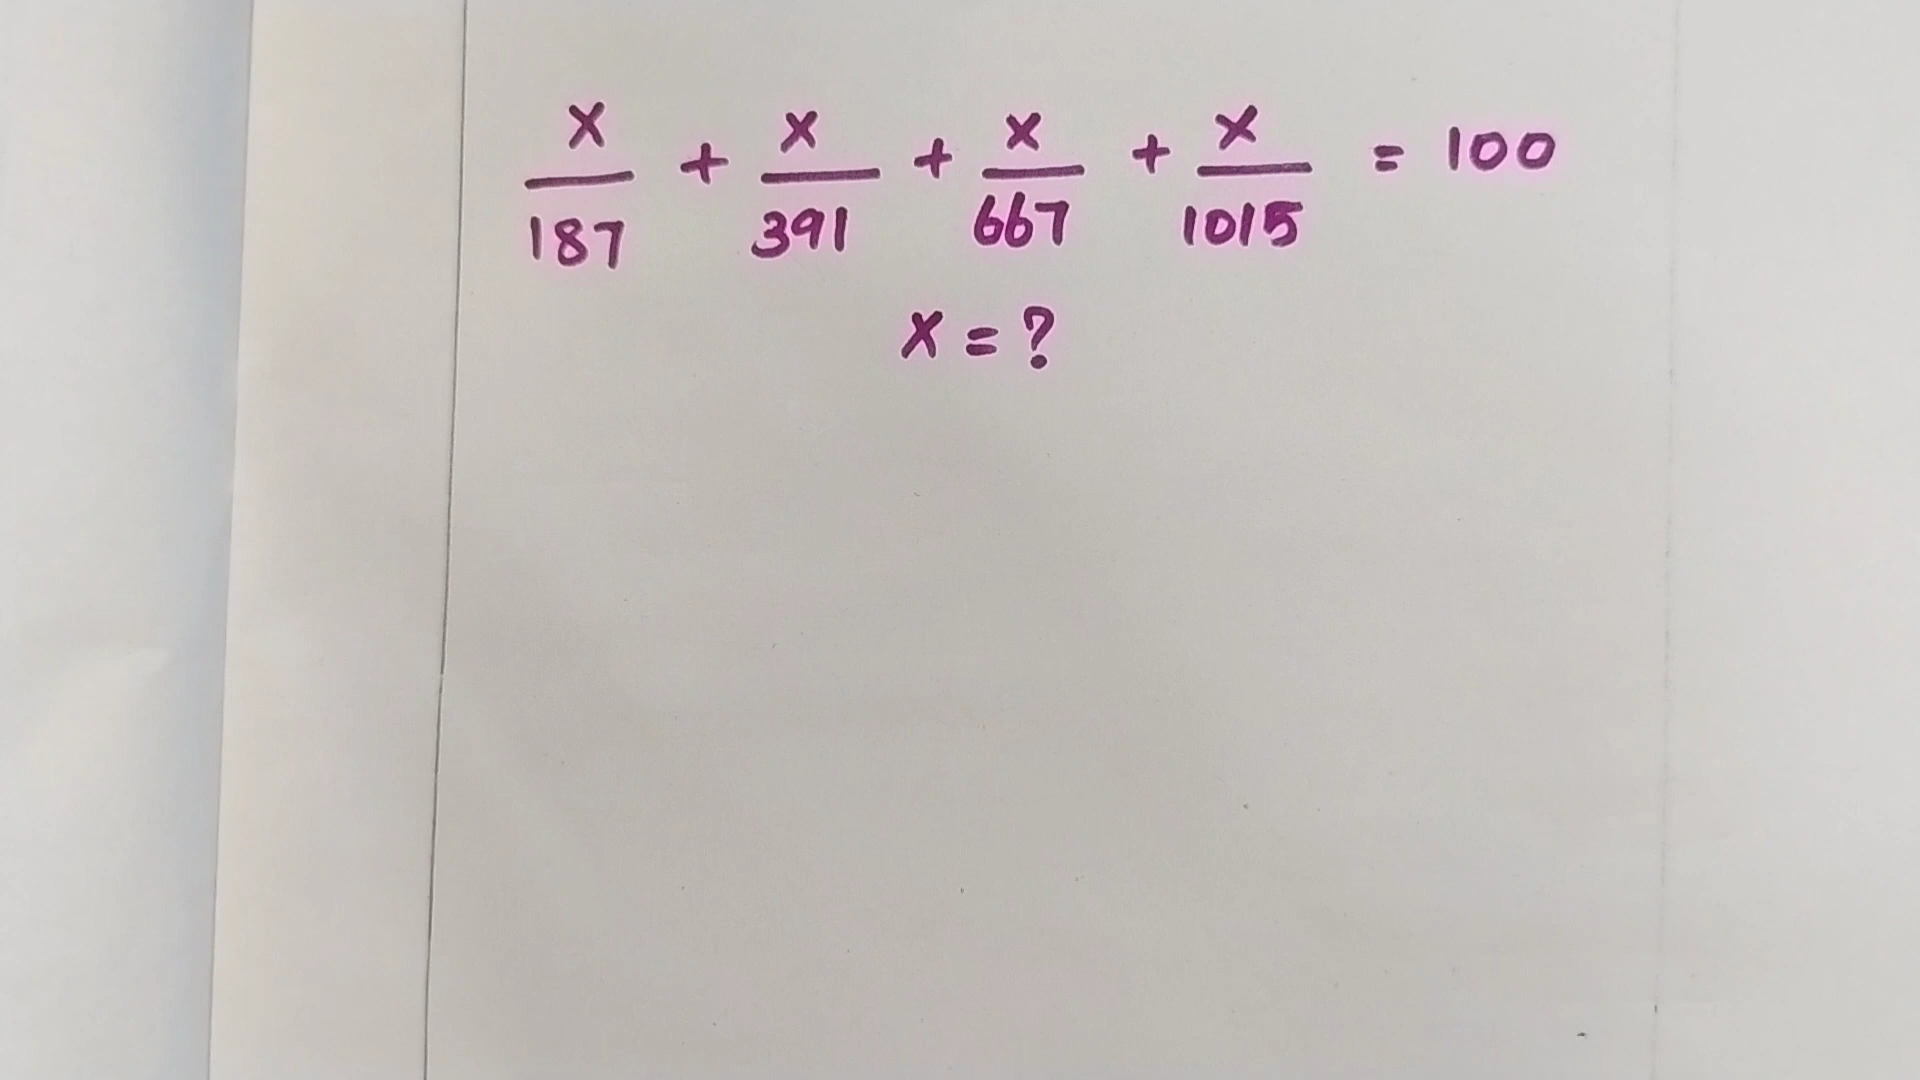 x/187 + x/391 + x/667 + x/1015 = 100
x = ?